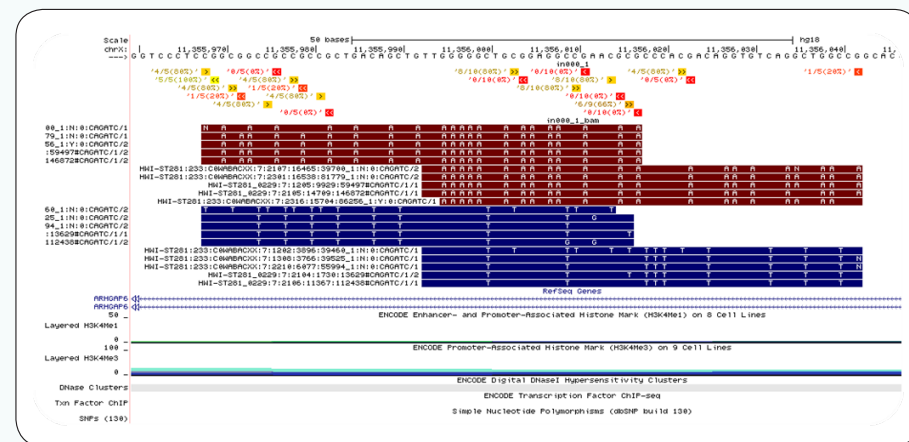 Scale 50 bases hg18
chrX: 11,355,970 11,355,980 11,355,990 11,356,000 11,356,010 11,356,020 11,356,030 11,356,040 11,
--->
in000_1
'4/5(80%)' '0/5(0%)' '8/10(80%)' '0/10(0%)' '4/5(80%)' '1/5(20%)'
'5/5(100%)' '4/5(80%)' '0/10(0%)' '8/10(80%)' '0/5(0%)'
'4/5(80%)' '1/5(20%)' '8/10(80%)'
'1/5(20%)' '4/5(80%)' '0/10(0%)'
'4/5(80%)' '6/9(66%)'
'0/5(0%)' '0/10(0%)'
in000_1_bam
00_1:N:0:CAGATC/1
79_1:N:0:CAGATC/1
56_1:N:0:CAGATC/2
:59497#CAGATC/1/2
146872#CAGATC/1/2
HWI-ST281:233:C0WABACXX:7:2107:16465:39700_1:N:0:CAGATC/2
HWI-ST281:233:C0WABACXX:7:2301:16538:81779_1:N:0:CAGATC/1
HWI-ST281_0229:7:1205:9929:59497#CAGATC/1/1
HWI-ST281_0229:7:2105:14709:146872#CAGATC/1/1
HWI-ST281:233:C0WABACXX:7:2316:15704:86256_1:Y:0:CAGATC/1
60_1:N:0:CAGATC/2
25_1:N:0:CAGATC/2
94_1:N:0:CAGATC/2
:13629#CAGATC/1/2
112438#CAGATC/1/2
HWI-ST281:233:C0WABACXX:7:1202:3896:39460_1:N:0:CAGATC/1
HWI-ST281:233:C0WABACXX:7:1308:3766:39525_1:N:0:CAGATC/1
HWI-ST281:233:C0WABACXX:7:2210:6077:55994_1:N:0:CAGATC/1
HWI-ST281_0229:7:2104:1730:13629#CAGATC/1/1
HWI-ST281_0229:7:2106:11367:112438#CAGATC/1/1
RefSeq Genes
ARHGAP6
ARHGAP6
50 _ ENCODE Enhancer- and Promoter-Associated Histone Mark (H3K4Me1) on 8 Cell Lines
Layered H3K4Me1
0 _
100 _ ENCODE Promoter-Associated Histone Mark (H3K4Me3) on 9 Cell Lines
Layered H3K4Me3
0 _
ENCODE Digital DNaseI Hypersensitivity Clusters
DNase Clusters
ENCODE Transcription Factor ChIP-seq
Txn Factor ChIP
Simple Nucleotide Polymorphisms (dbSNP build 130)
SNPs (130)